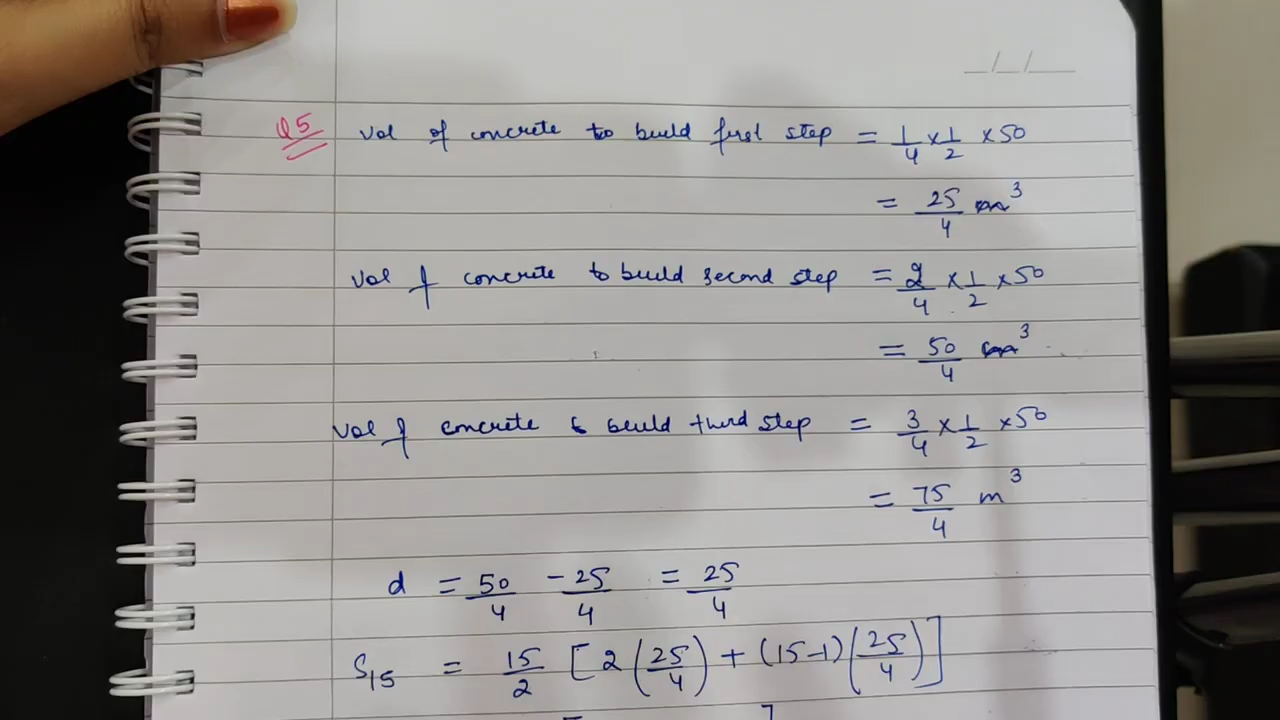 _/_/__
Q5 Vol of concrete to build first step = 1/4 × 1/2 × 50
= 25/4 m³
Vol of concrete to build second step = 2/4 × 1/2 × 50
= 50/4 m³
Vol of concrete to build third step = 3/4 × 1/2 × 50
= 75/4 m³
d = 50/4 - 25/4 = 25/4
S₁₅ = 15/2 [2(25/4) + (15-1)(25/4)]